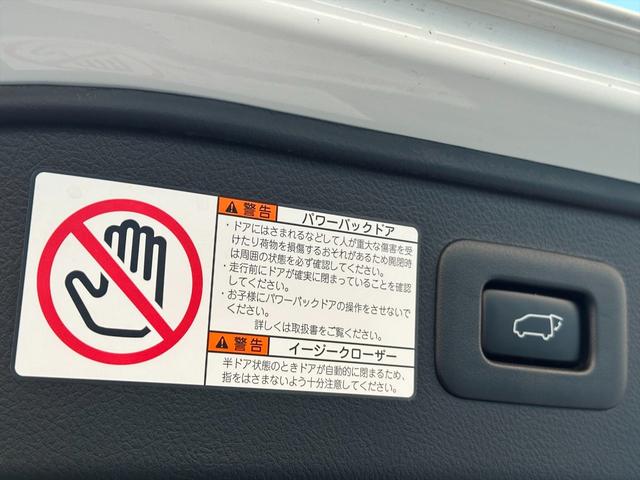 警告 パワーバックドア
・ドアにはさまれるなどして人が重大な傷害を受
けたり荷物を損傷するおそれがあるため開閉時
は周囲の状態を必ず確認してください。
・走行前にドアが確実に閉まっていることを確認
してください。
・お子様にパワーバックドアの操作をさせないで
ください。
詳しくは取扱書をご覧ください。
警告 イージークローザー
半ドア状態のときドアが自動的に閉まるため、
指をはさまないよう十分注意してください。